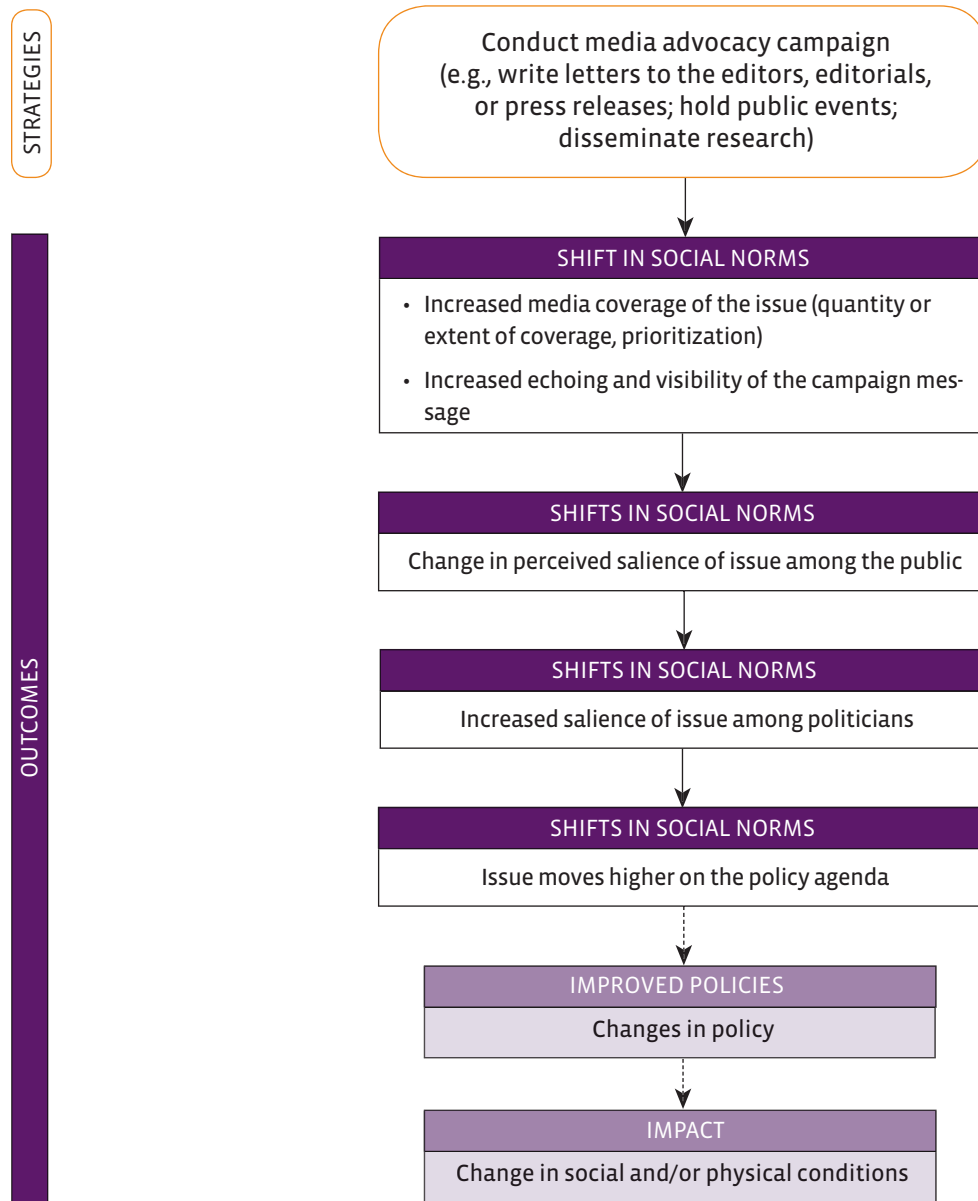 STRATEGIES
Conduct media advocacy campaign
(e.g., write letters to the editors, editorials,
or press releases; hold public events;
disseminate research)
OUTCOMES
SHIFT IN SOCIAL NORMS
• Increased media coverage of the issue (quantity or
extent of coverage, prioritization)
• Increased echoing and visibility of the campaign mes-
sage
SHIFTS IN SOCIAL NORMS
Change in perceived salience of issue among the public
SHIFTS IN SOCIAL NORMS
Increased salience of issue among politicians
SHIFTS IN SOCIAL NORMS
Issue moves higher on the policy agenda
IMPROVED POLICIES
Changes in policy
IMPACT
Change in social and/or physical conditions